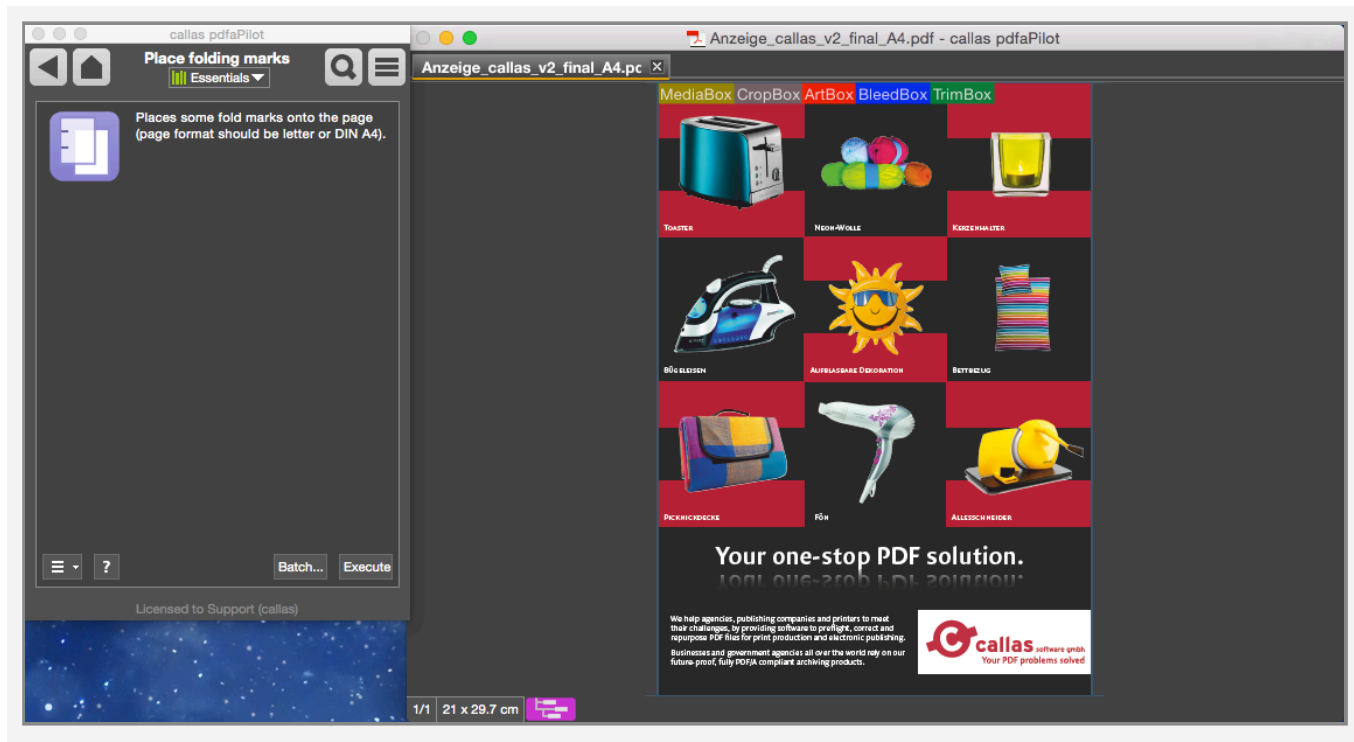 callas pdfaPilot
Place folding marks
Essentials
Places some fold marks onto the page
(page format should be letter or DIN A4).
?
Batch...
Execute
Licensed to Support (callas)
Anzeige_callas_v2_final_A4.pdf - callas pdfaPilot
Anzeige_callas_v2_final_A4.pc
MediaBox CropBox ArtBox BleedBox TrimBox
Toaster
Neon-Wolle
Kerzenhalter
Bügeleisen
Aufblasbare Dekoration
Bettbezug
Picknickdecke
Fön
Allesschneider
Your one-stop PDF solution.
We help agencies, publishing companies and printers to meet
their challenges, by providing software to preflight, correct and
repurpose PDF files for print production and electronic publishing.
Businesses and government agencies all over the world rely on our
future-proof, fully PDF/A compliant archiving products.
callas software gmbh
Your PDF problems solved
1/1 21 x 29.7 cm